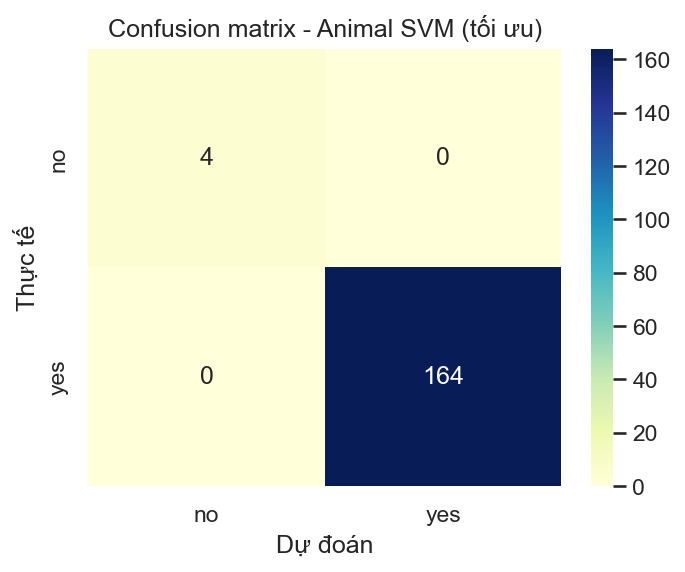 Confusion matrix - Animal SVM (tối ưu)
Thực tế
no
4
0
yes
0
164
no
yes
Dự đoán
160
140
120
100
80
60
40
20
0